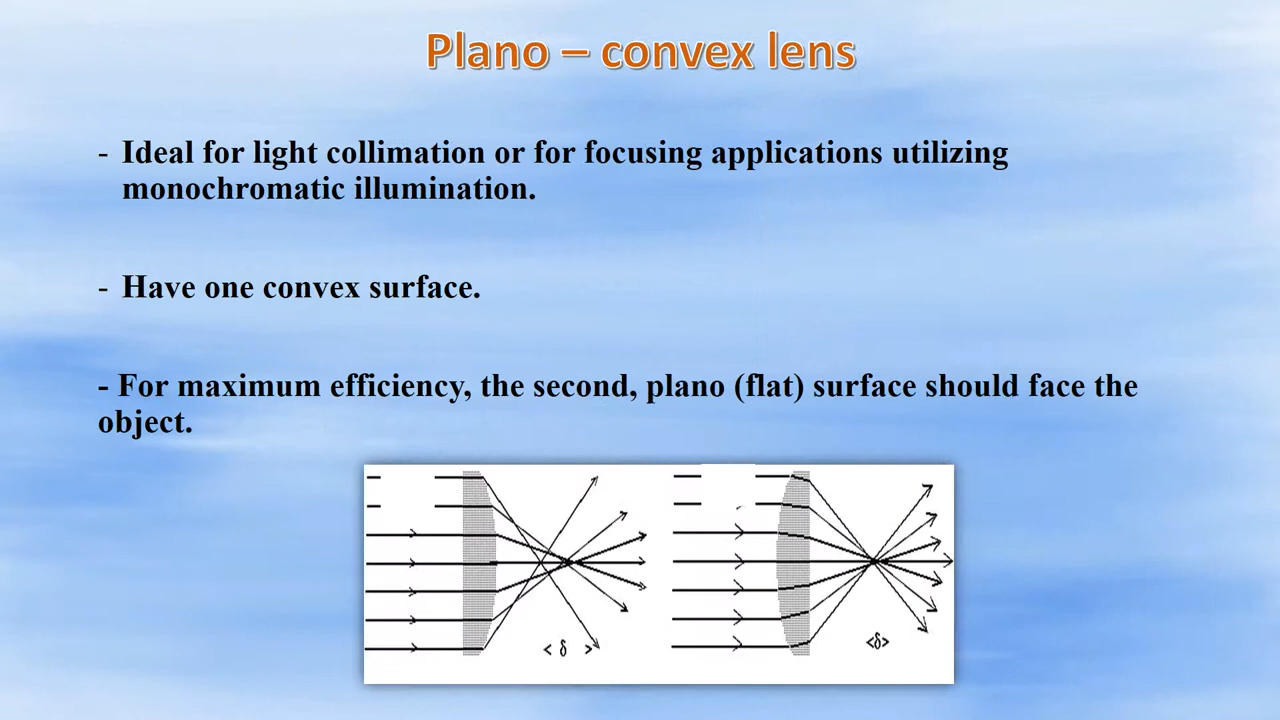 Plano – convex lens
- Ideal for light collimation or for focusing applications utilizing
monochromatic illumination.
- Have one convex surface.
- For maximum efficiency, the second, plano (flat) surface should face the
object.
< δ >
<δ>